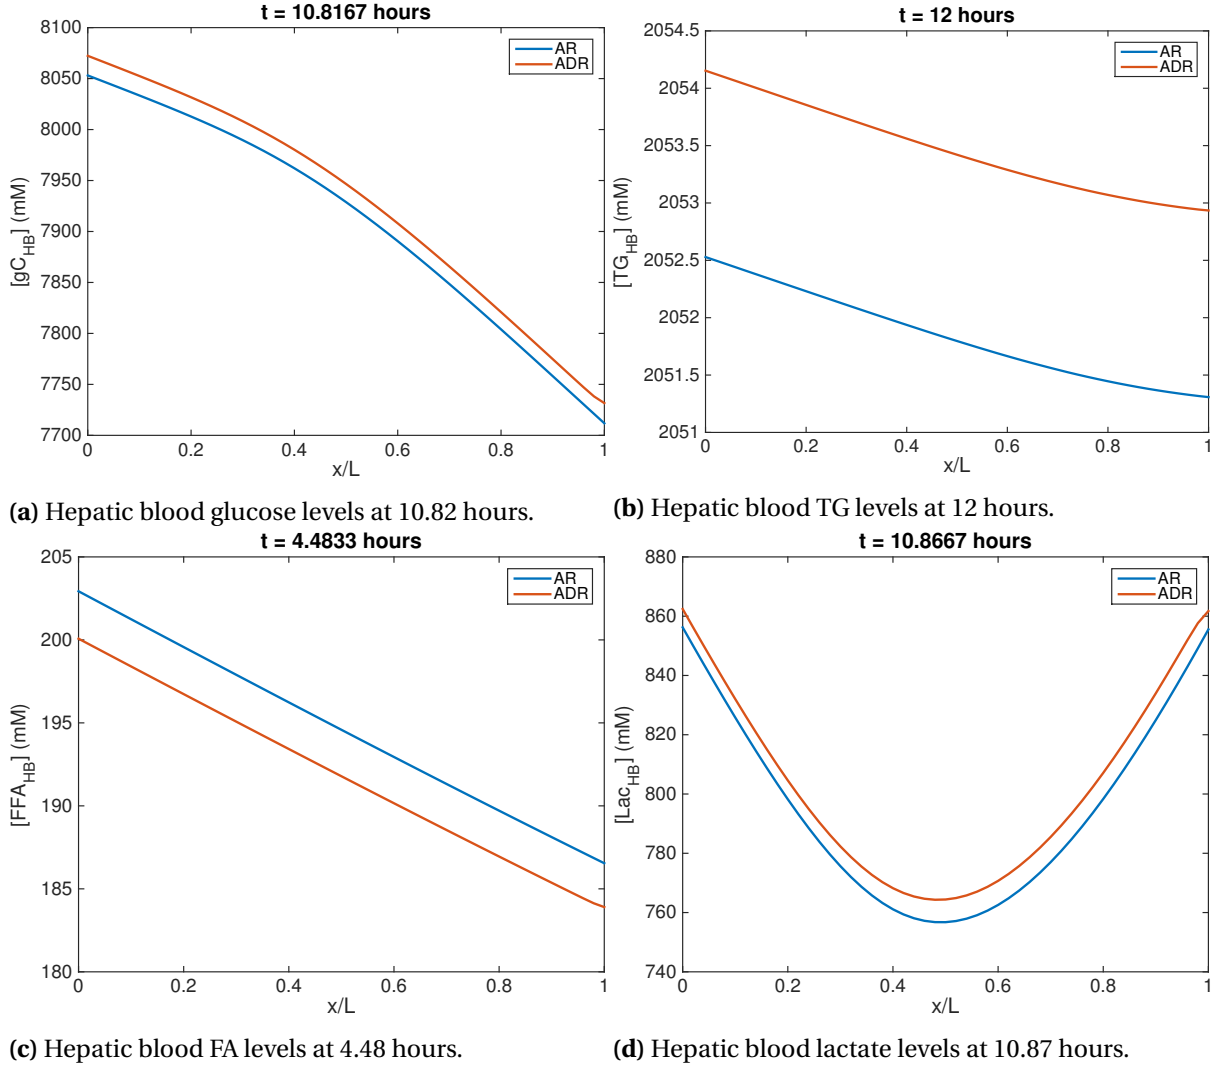 t = 10.8167 hours
8100
8050
8000
7950
7900
7850
7800
7750
7700
[gC_HB] (mM)
AR
ADR
0 0.2 0.4 0.6 0.8 1
x/L
(a) Hepatic blood glucose levels at 10.82 hours.
t = 12 hours
2054.5
2054
2053.5
2053
2052.5
2052
2051.5
2051
[TG_HB] (mM)
AR
ADR
0 0.2 0.4 0.6 0.8 1
x/L
(b) Hepatic blood TG levels at 12 hours.
t = 4.4833 hours
205
200
195
190
185
180
[FFA_HB] (mM)
AR
ADR
0 0.2 0.4 0.6 0.8 1
x/L
(c) Hepatic blood FA levels at 4.48 hours.
t = 10.8667 hours
880
860
840
820
800
780
760
740
[Lac_HB] (mM)
AR
ADR
0 0.2 0.4 0.6 0.8 1
x/L
(d) Hepatic blood lactate levels at 10.87 hours.